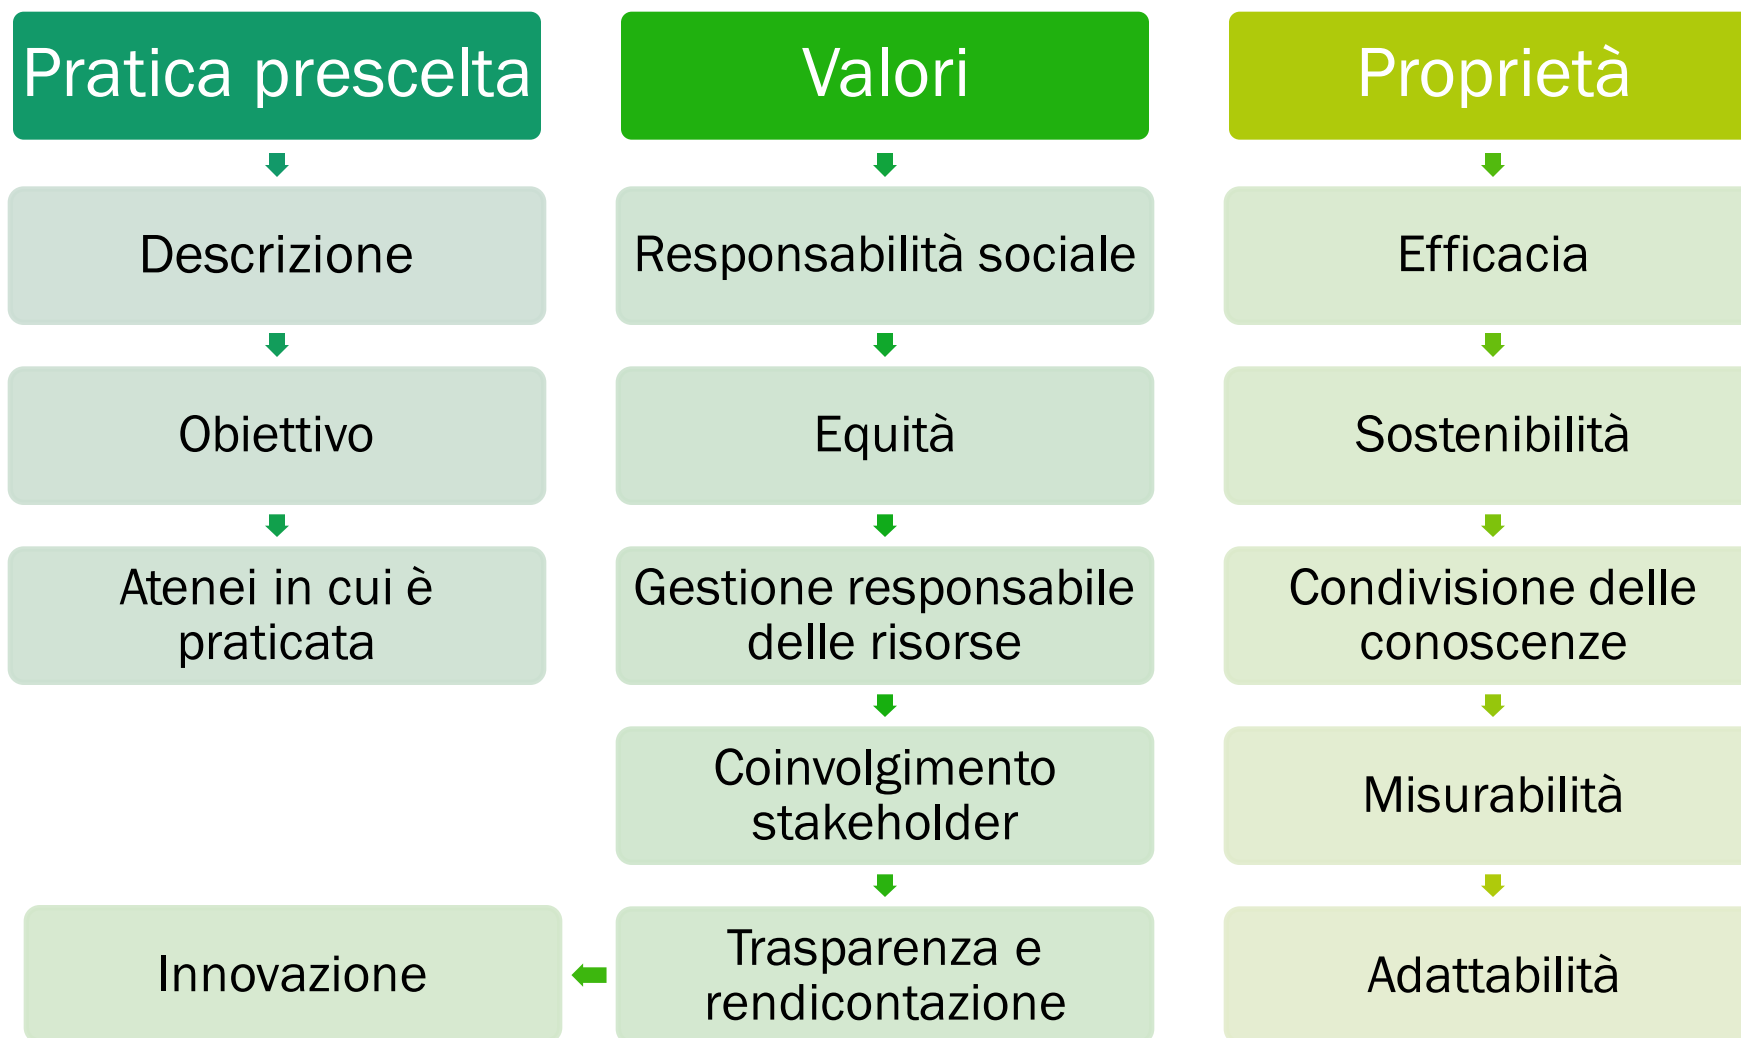 Pratica prescelta
Descrizione
Obiettivo
Atenei in cui è
praticata
Valori
Responsabilità sociale
Equità
Gestione responsabile
delle risorse
Coinvolgimento
stakeholder
Trasparenza e
rendicontazione
Innovazione
Proprietà
Efficacia
Sostenibilità
Condivisione delle
conoscenze
Misurabilità
Adattabilità